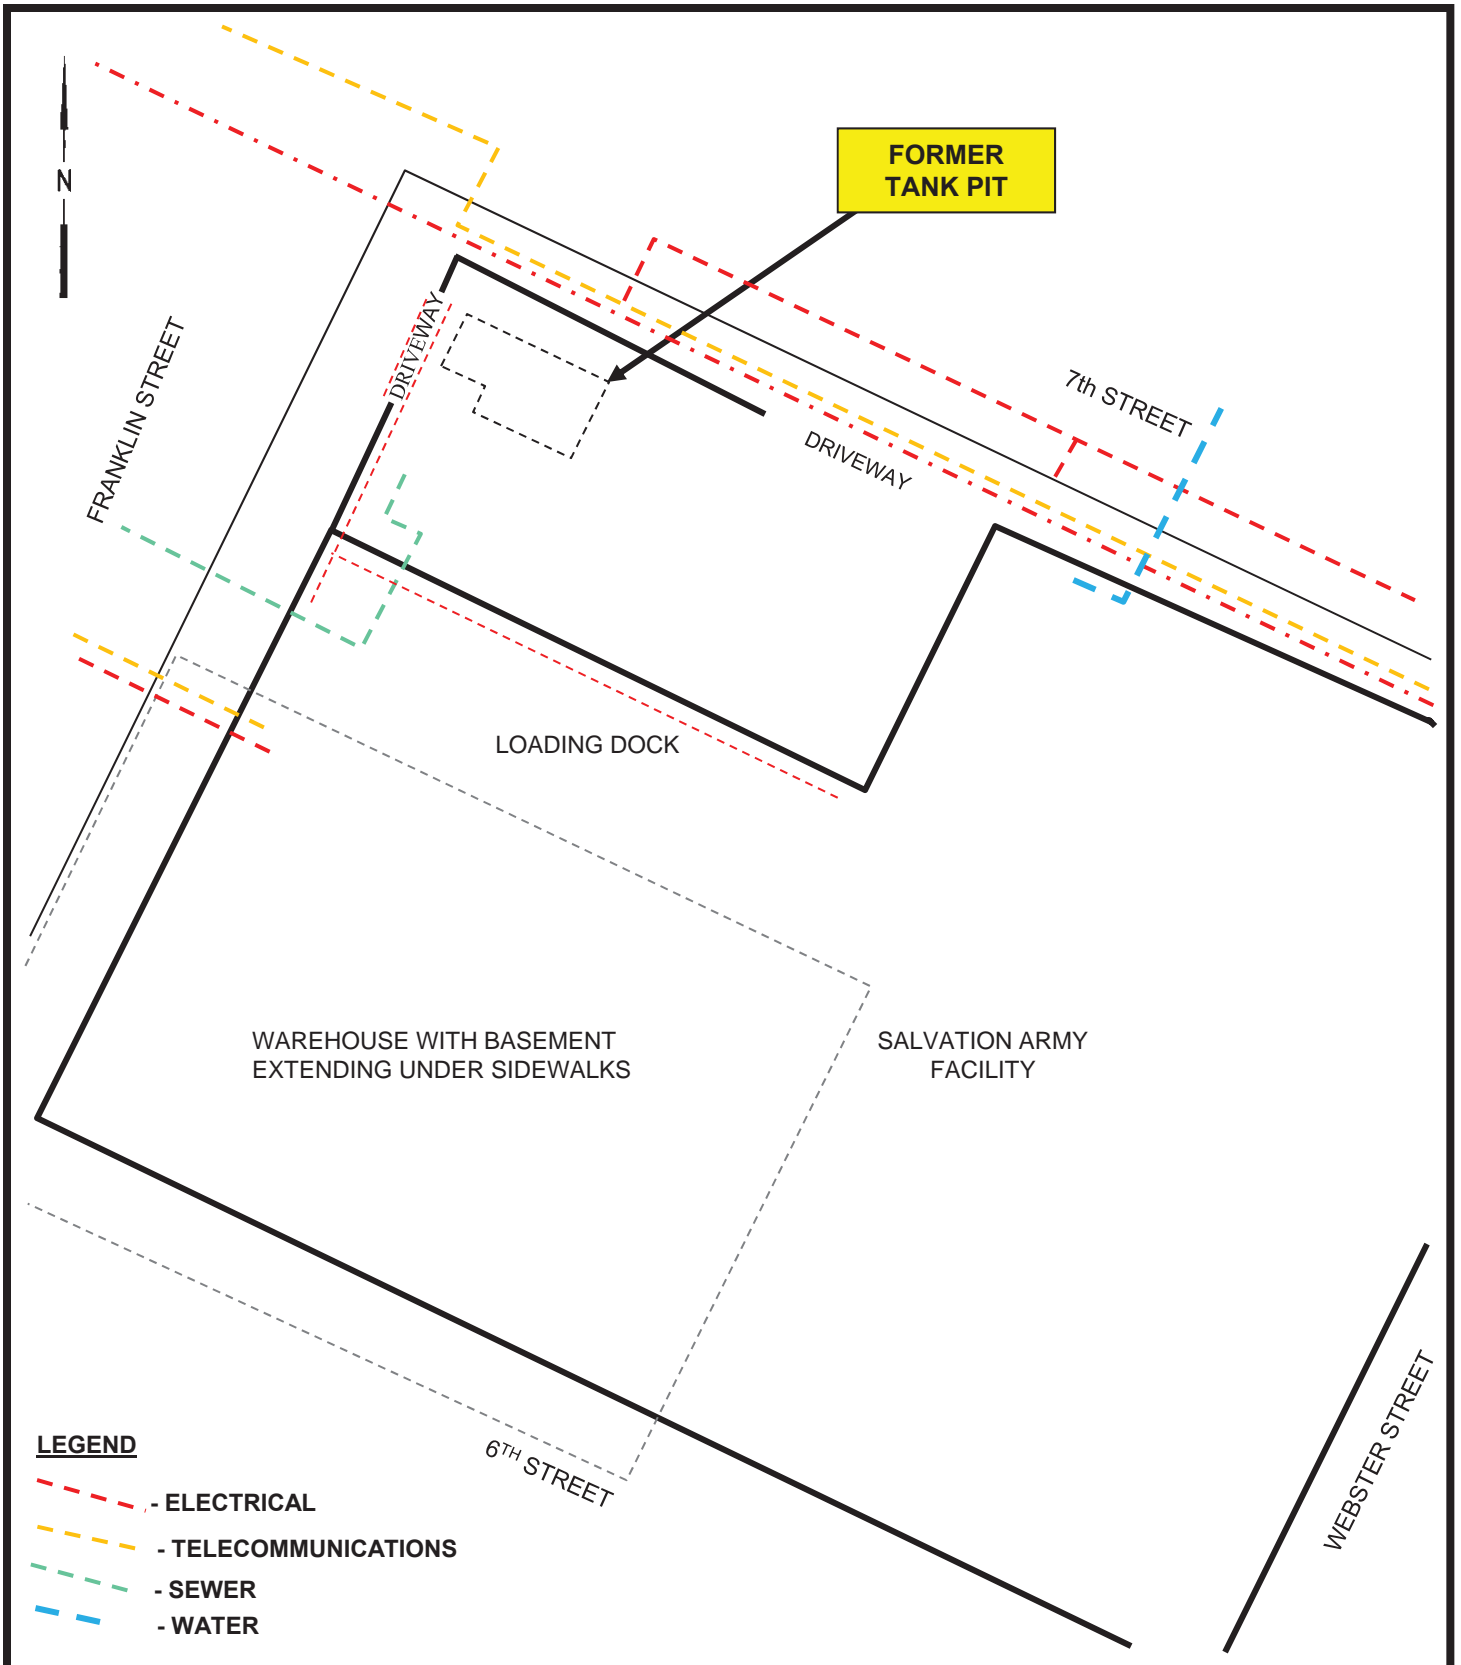 FORMER
TANK PIT
N
DRIVEWAY
FRANKLIN STREET
7th STREET
DRIVEWAY
LOADING DOCK
WAREHOUSE WITH BASEMENT
EXTENDING UNDER SIDEWALKS
SALVATION ARMY
FACILITY
6TH STREET
WEBSTER STREET
LEGEND
- ELECTRICAL
- TELECOMMUNICATIONS
- SEWER
- WATER